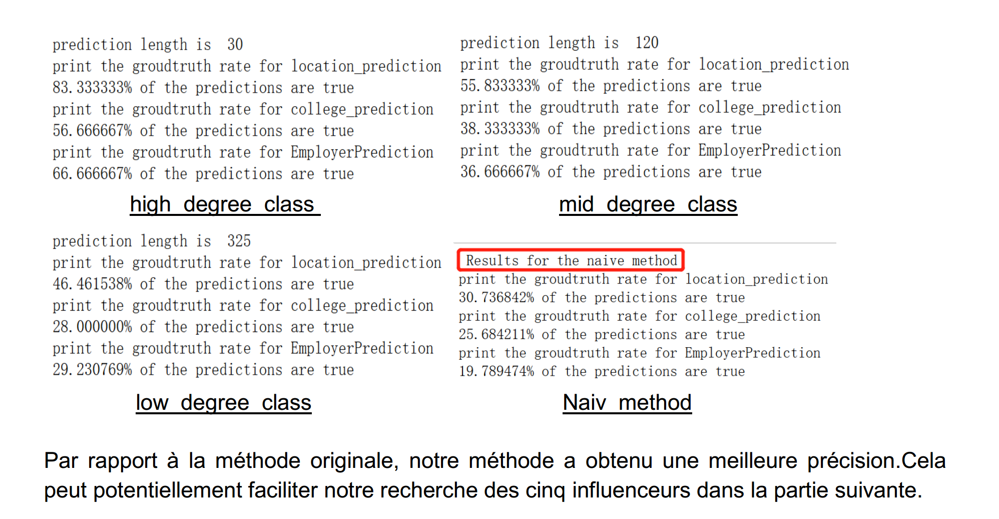 prediction length is  30
print the groudtruth rate for location_prediction
83.333333% of the predictions are true
print the groudtruth rate for college_prediction
56.666667% of the predictions are true
print the groudtruth rate for EmployerPrediction
66.666667% of the predictions are true
high degree class
prediction length is  120
print the groudtruth rate for location_prediction
55.833333% of the predictions are true
print the groudtruth rate for college_prediction
38.333333% of the predictions are true
print the groudtruth rate for EmployerPrediction
36.666667% of the predictions are true
mid degree class
prediction length is  325
print the groudtruth rate for location_prediction
46.461538% of the predictions are true
print the groudtruth rate for college_prediction
28.000000% of the predictions are true
print the groudtruth rate for EmployerPrediction
29.230769% of the predictions are true
low degree class
Results for the naive method
print the groudtruth rate for location_prediction
30.736842% of the predictions are true
print the groudtruth rate for college_prediction
25.684211% of the predictions are true
print the groudtruth rate for EmployerPrediction
19.789474% of the predictions are true
Naiv method
Par rapport à la méthode originale, notre méthode a obtenu une meilleure précision.Cela
peut potentiellement faciliter notre recherche des cinq influenceurs dans la partie suivante.